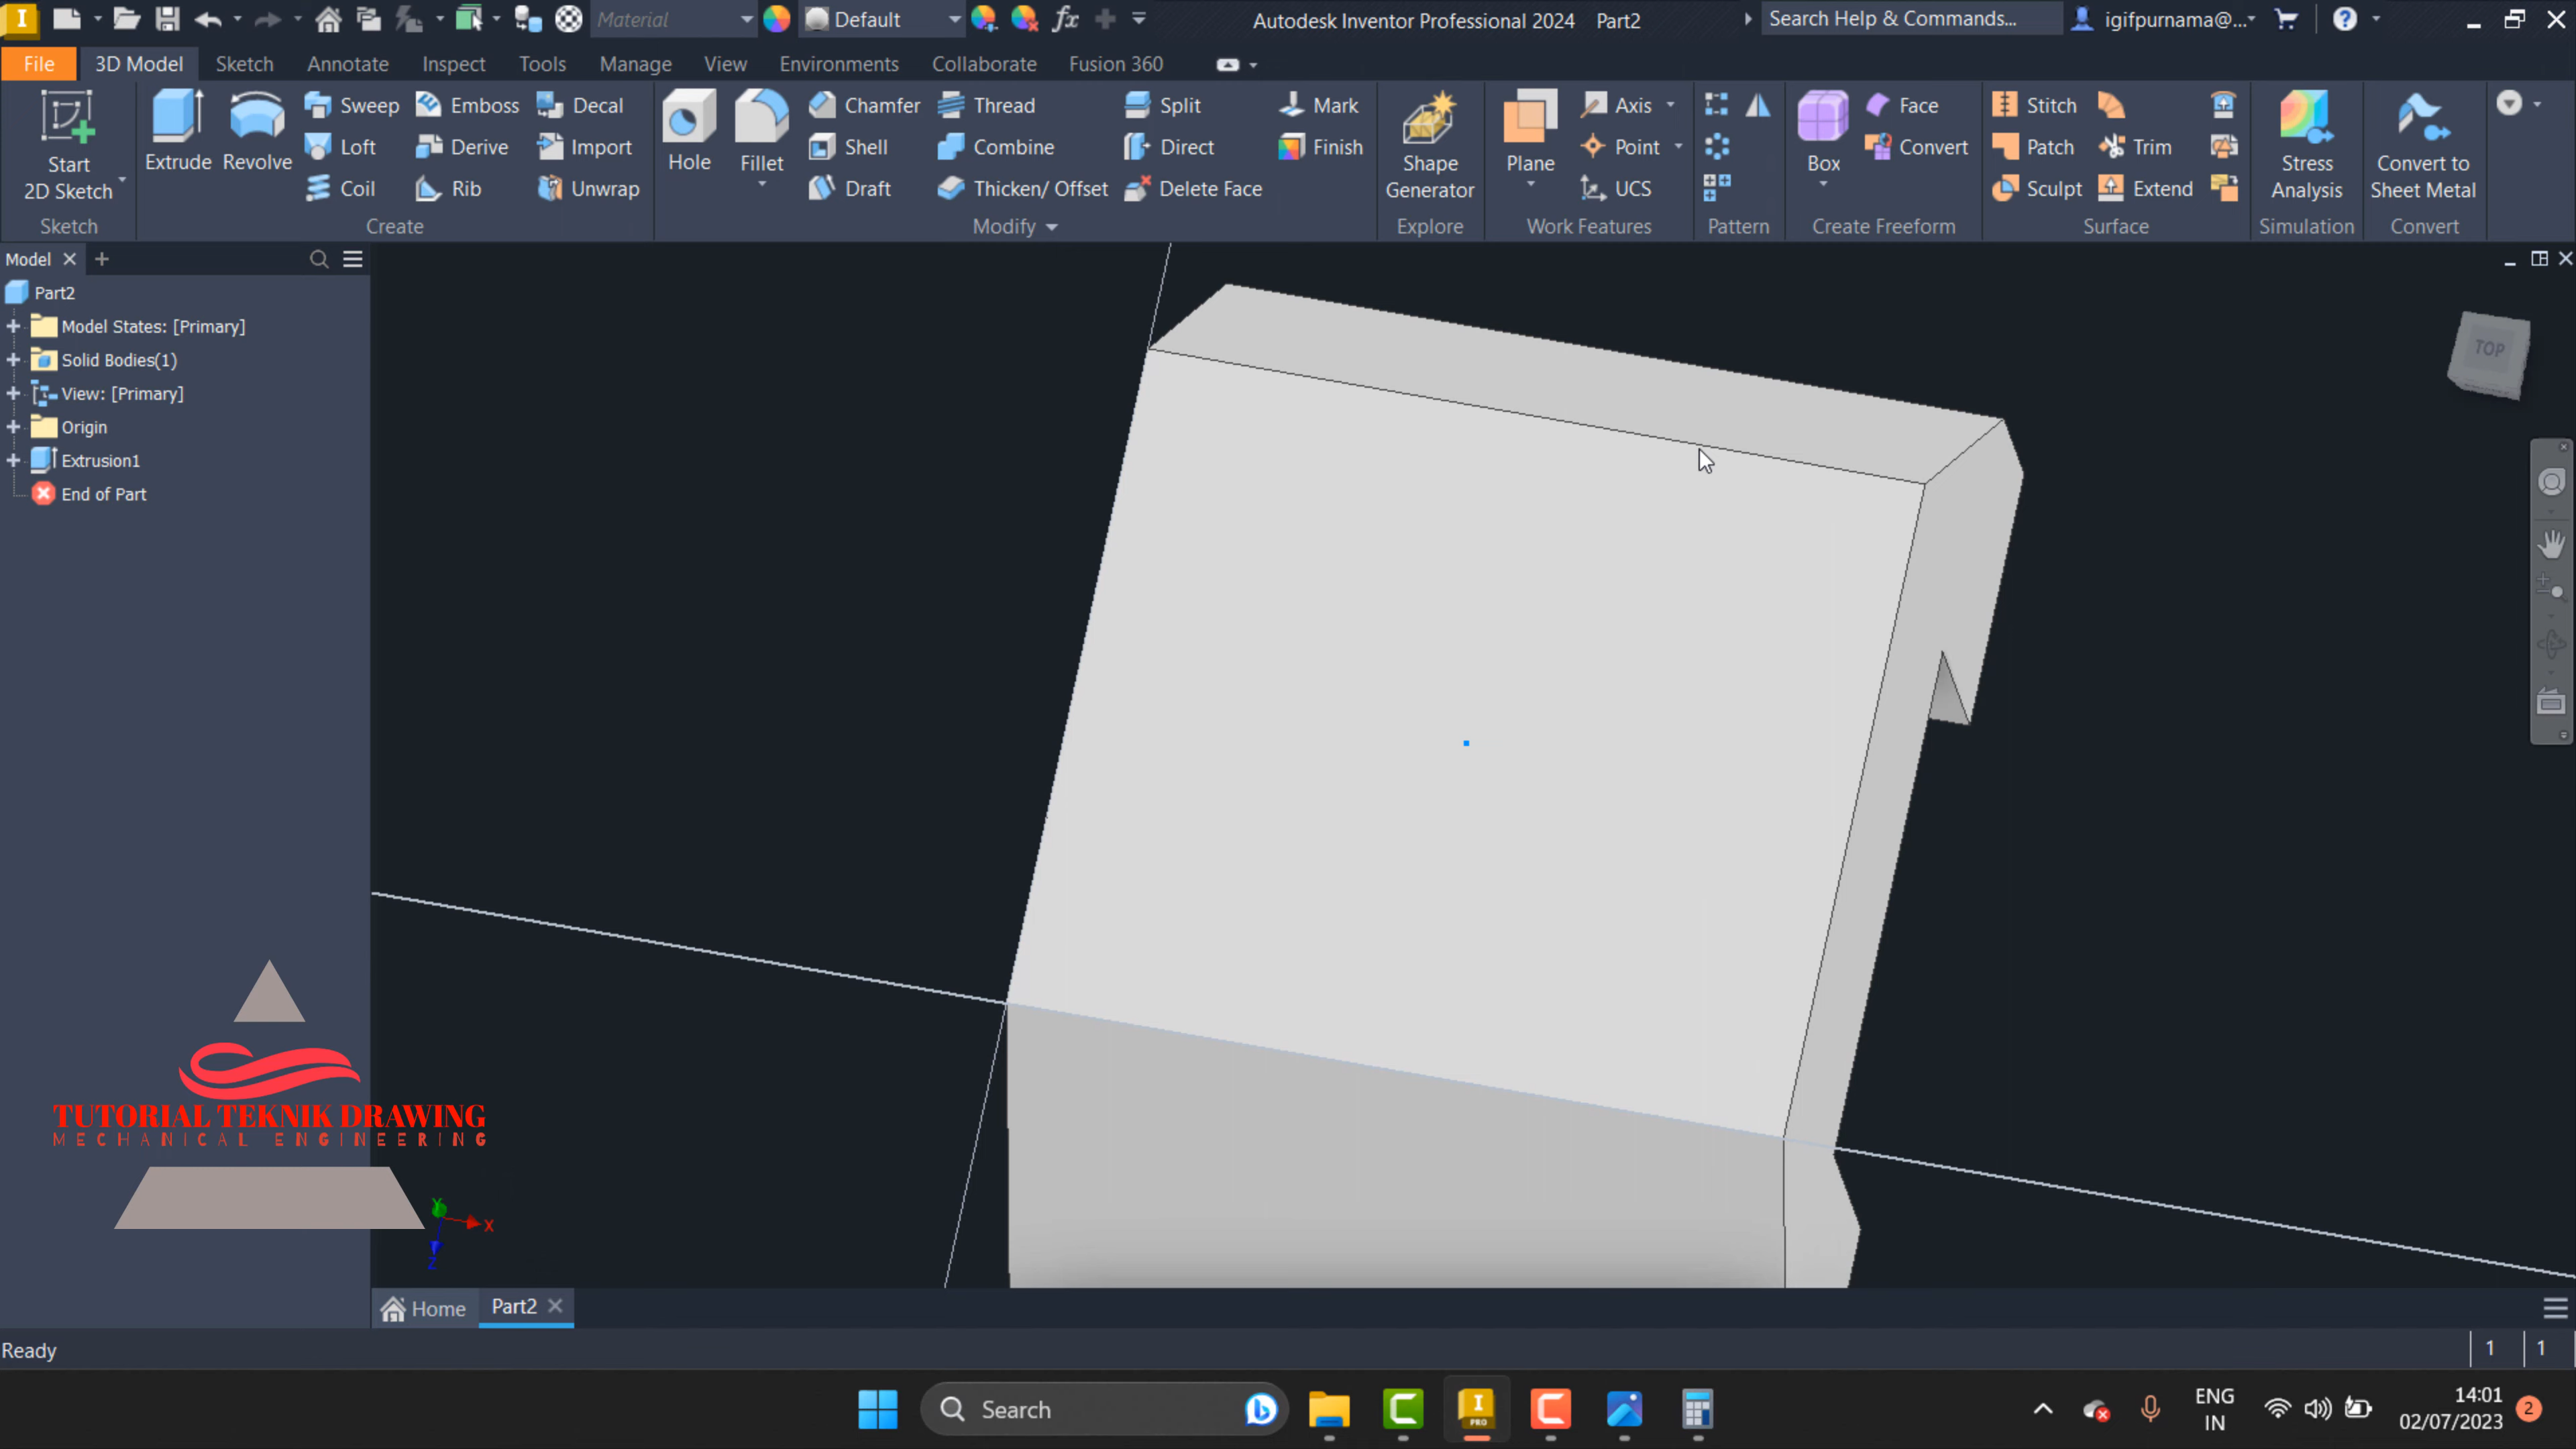 Material
Default
fx
Autodesk Inventor Professional 2024 Part2
Search Help & Commands...
igifpurnama@...
File
3D Model
Sketch
Annotate
Inspect
Tools
Manage
View
Environments
Collaborate
Fusion 360
Start
2D Sketch
Extrude
Revolve
Sweep
Loft
Coil
Emboss
Derive
Rib
Decal
Import
Unwrap
Hole
Fillet
Chamfer
Shell
Draft
Thread
Combine
Thicken/ Offset
Split
Direct
Delete Face
Mark
Finish
Shape
Generator
Plane
Axis
Point
UCS
Box
Face
Convert
Stitch
Patch
Sculpt
Trim
Extend
Stress
Analysis
Convert to
Sheet Metal
Sketch
Create
Modify
Explore
Work Features
Pattern
Create Freeform
Surface
Simulation
Convert
Model
Part2
Model States: [Primary]
Solid Bodies(1)
View: [Primary]
Origin
Extrusion1
End of Part
TOP
TUTORIAL TEKNIK DRAWING
MECHANICAL ENGINEERING
Y
X
Z
Home
Part2
Ready
1
1
Search
PRO
ENG
IN
14:01
02/07/2023
2